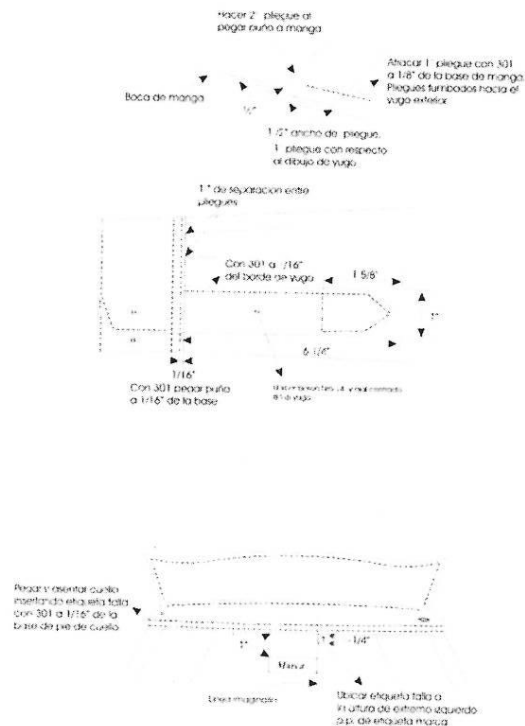 Hacer 2 pliegue al
pegar puño a manga
Atracar 1 pliegue con 301
a 1/8" de la base de manga.
Pliegues tumbados hacia el
yugo exterior.
Boca de manga
1/2" ancho de pliegue.
1 pliegue con respecto
al dibujo de yugo
1" de separacion entre
pliegues
Con 301 a 1/16"
del borde de yugo
1 5/8"
1"
6 1/4"
1/16"
Con 301 pegar puño
a 1/16" de la base
Pegar y asentar cuello
insertando etiqueta talla
con 301 a 1/16" de la
base de pie de cuello
1"
1/4"
Marca
Ubicar etiqueta talla a
la altura de extremo izquierdo
p.p. de etiqueta marca